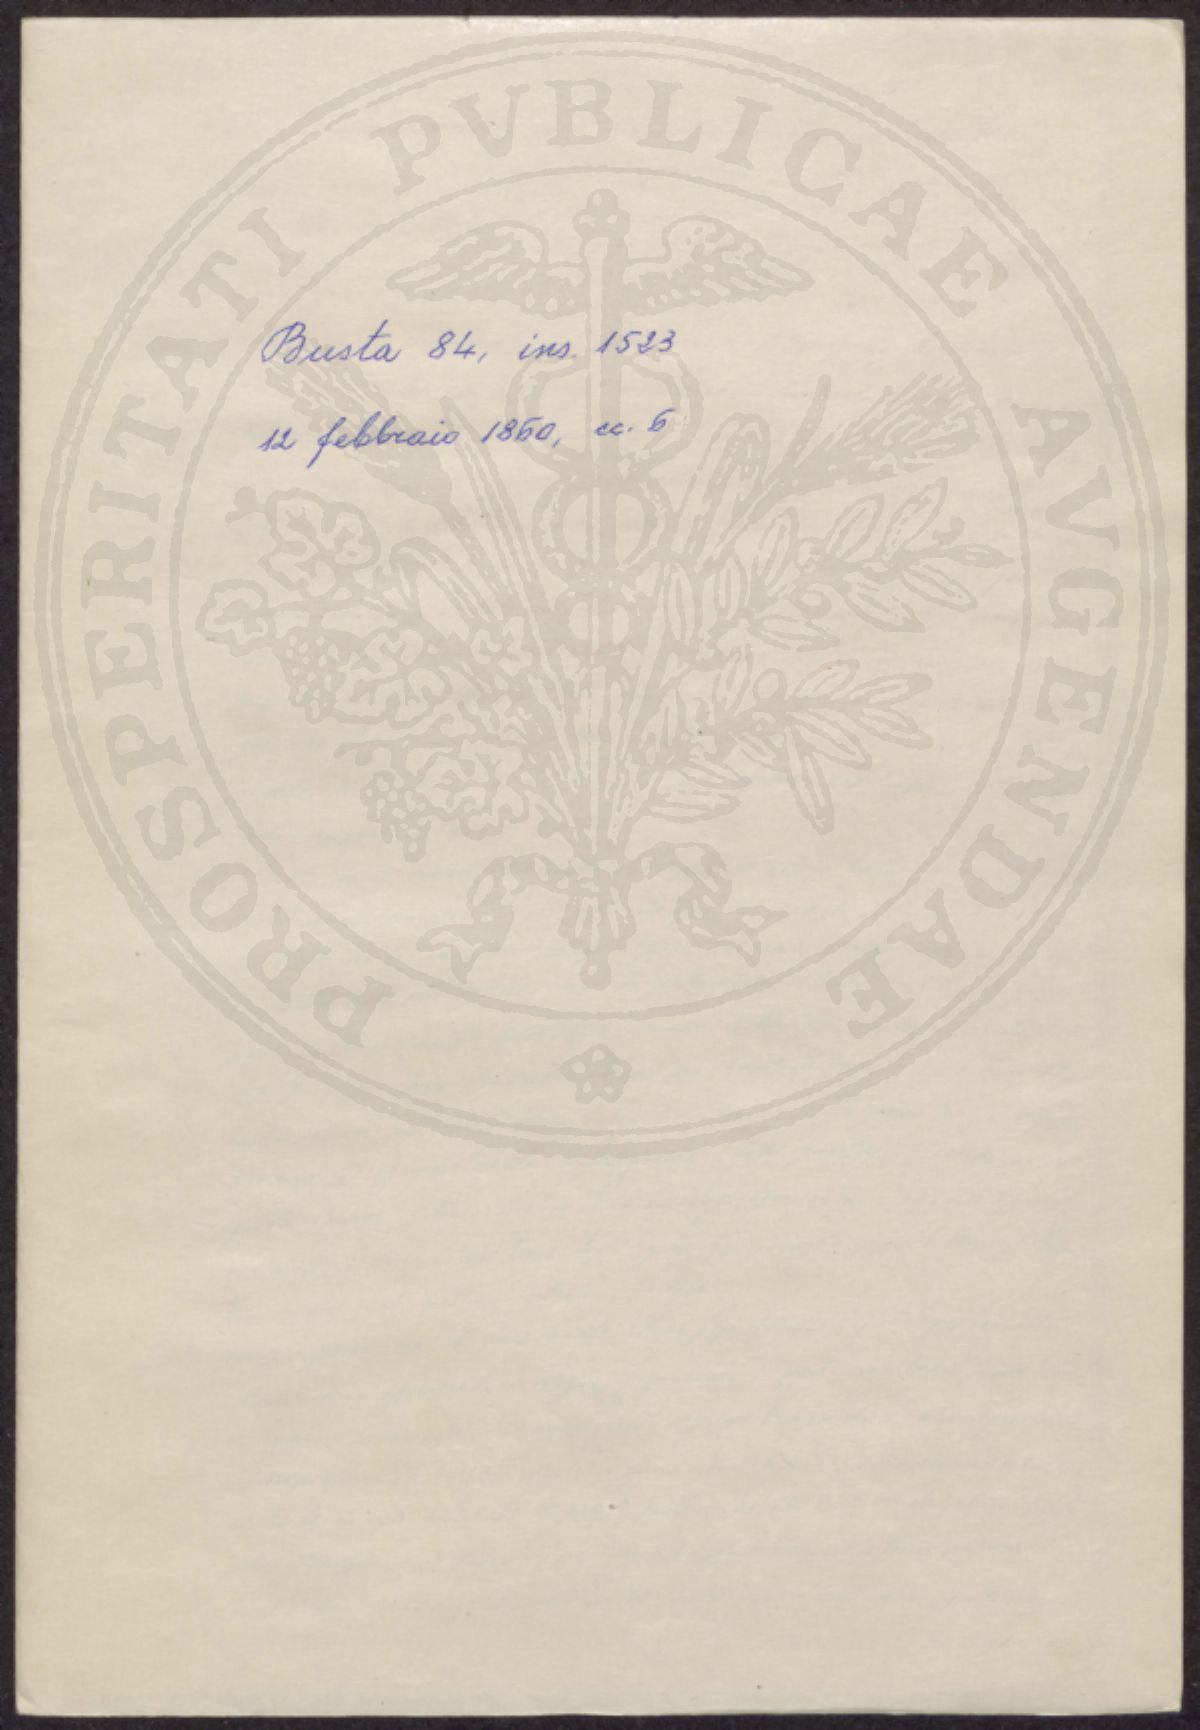 PROSPERITATI PVBLICAE AVGENDAE
Busta 84, ins. 1523
12 febbraio 1860, cc. 6